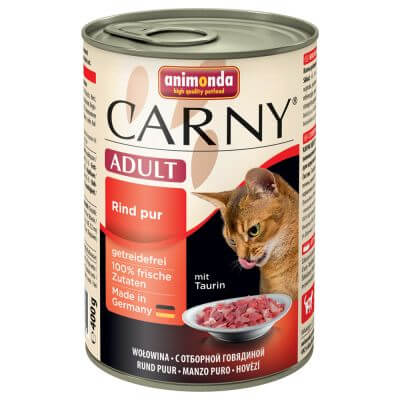 animonda
high quality petfood
CARNY®
ADULT
Rind pur
getreidefrei
100% frische
Zutaten
Made in
Germany
mit
Taurin
℮400g
WOŁOWINA • С ОТБОРНОЙ ГОВЯДИНОЙ
RUND PUUR • MANZO PURO • HOVĚZÍ